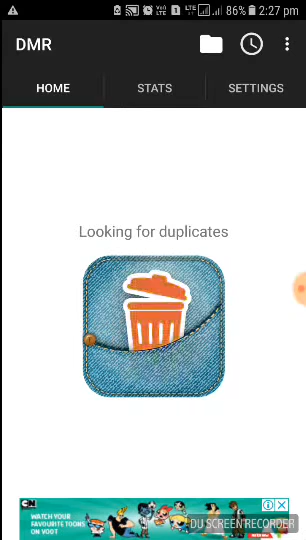 86% 2:27 pm
DMR
HOME STATS SETTINGS
Looking for duplicates
CN
WATCH YOUR
FAVOURITE TOONS
ON VOOT
DU SCREEN RECORDER